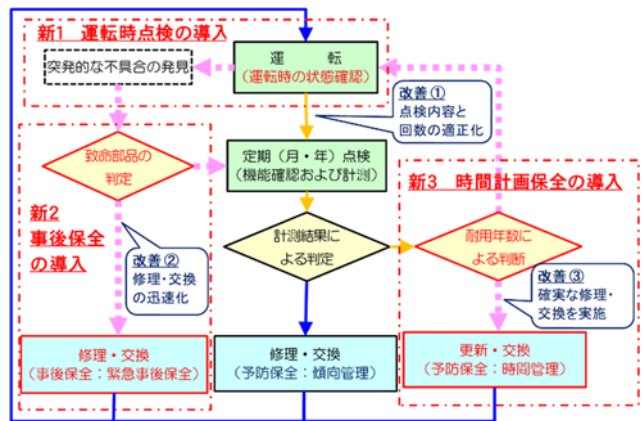 新1 運転時点検の導入
突発的な不具合の発見
運　　転
(運転時の状態確認)
改善①
点検内容と
回数の適正化
致命部品の
判定
定期（月・年）点検
(機能確認および計測)
新3 時間計画保全の導入
新2
事後保全
の導入
改善②
修理・交換
の迅速化
計測結果に
よる判定
耐用年数に
よる判断
改善③
確実な修理・
交換を実施
修理・交換
(事後保全：緊急事後保全)
修理・交換
(予防保全：傾向管理)
更新・交換
(予防保全：時間管理)